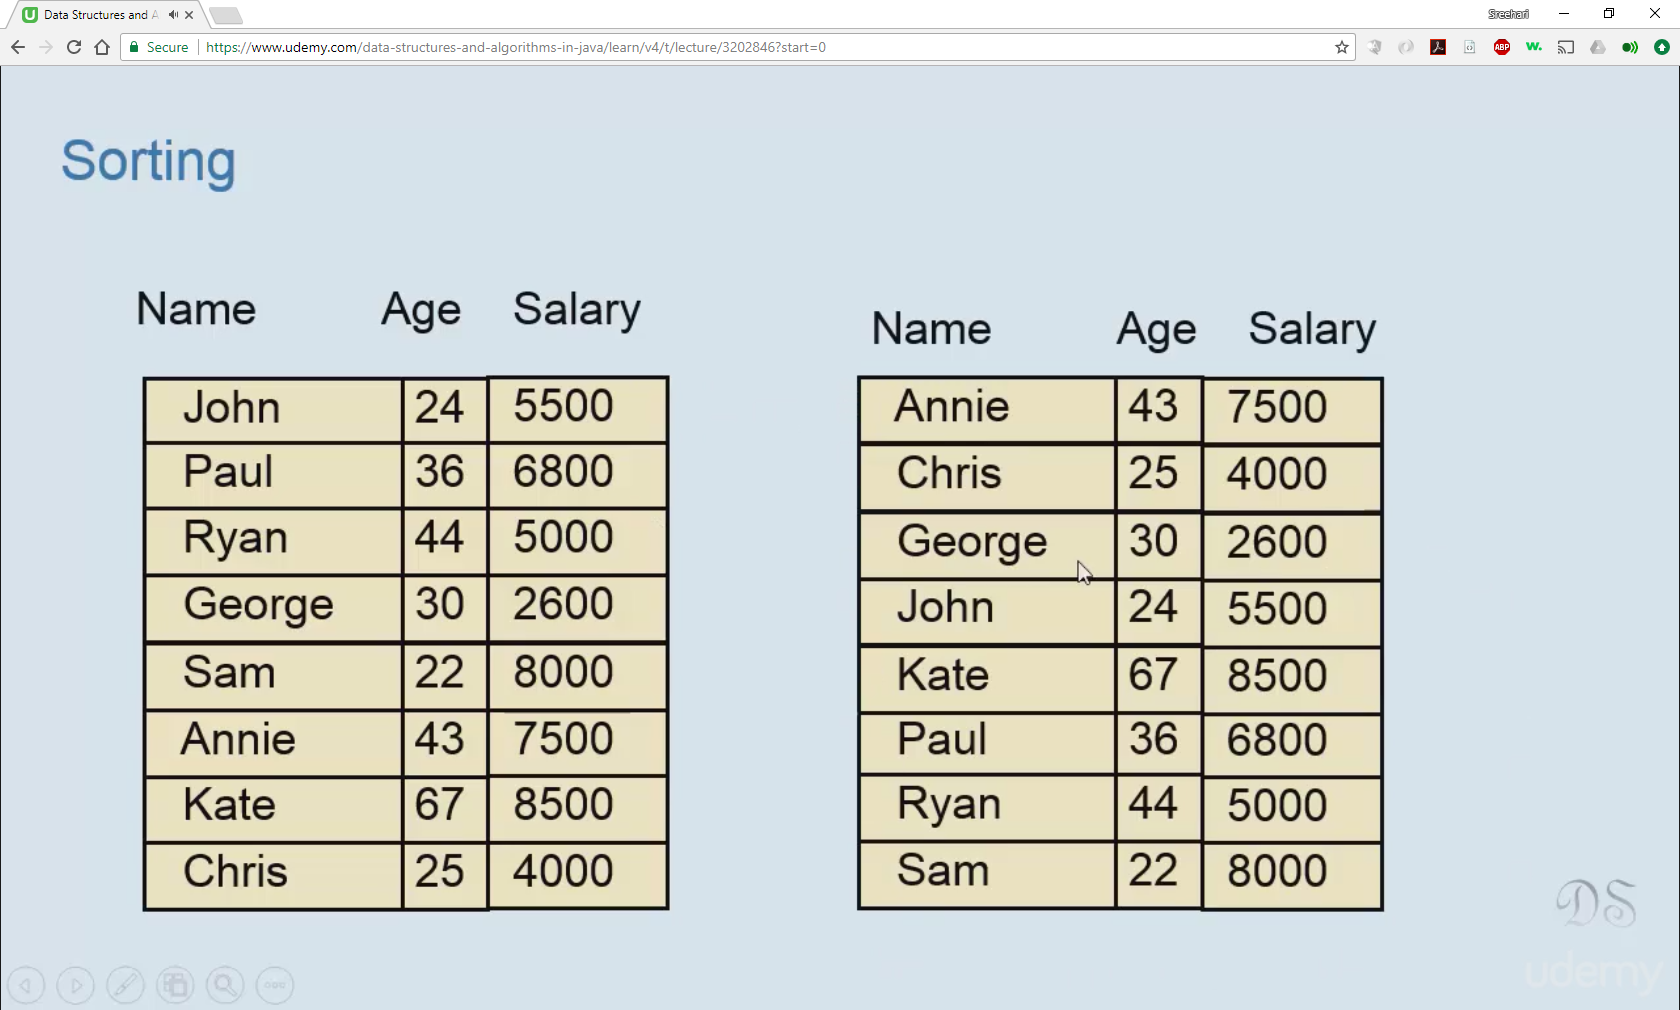 Data Structures and A
Sreehari
Secure https://www.udemy.com/data-structures-and-algorithms-in-java/learn/v4/t/lecture/3202846?start=0
ABP w.
Sorting
Name Age Salary
John 24 5500
Paul 36 6800
Ryan 44 5000
George 30 2600
Sam 22 8000
Annie 43 7500
Kate 67 8500
Chris 25 4000
Name Age Salary
Annie 43 7500
Chris 25 4000
George 30 2600
John 24 5500
Kate 67 8500
Paul 36 6800
Ryan 44 5000
Sam 22 8000
DS
udemy